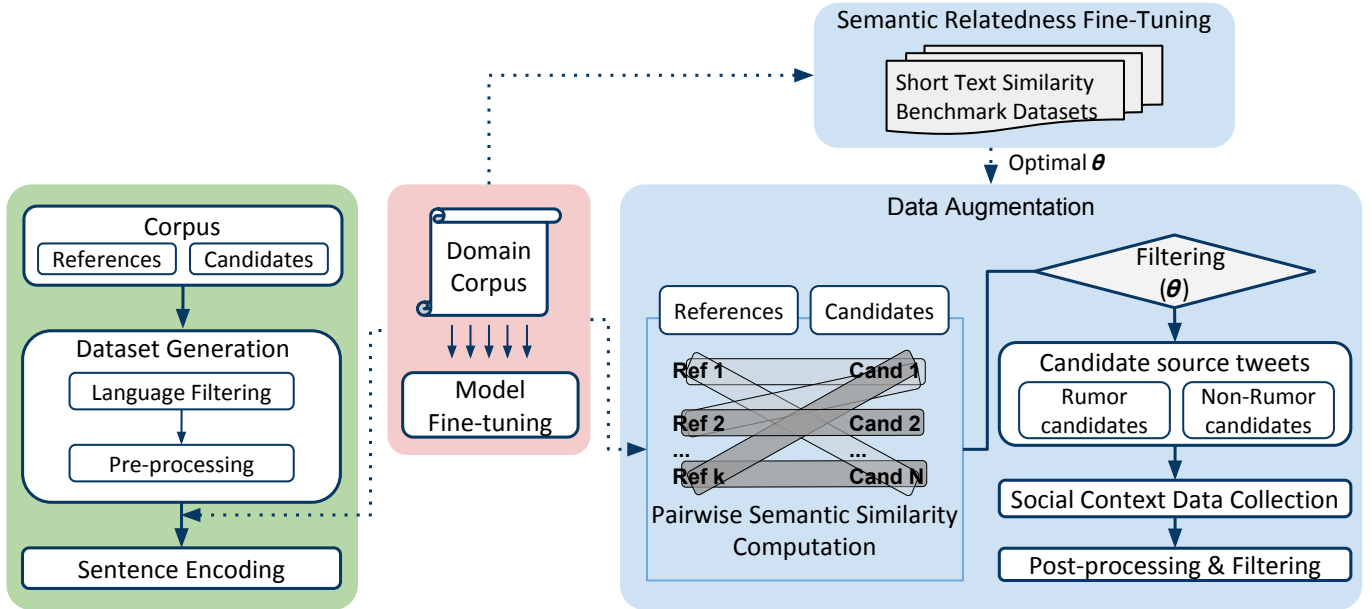 Semantic Relatedness Fine-Tuning
Short Text Similarity
Benchmark Datasets
Optimal θ
Corpus
References
Candidates
Dataset Generation
Language Filtering
Pre-processing
Sentence Encoding
Domain
Corpus
Model
Fine-tuning
Data Augmentation
References
Candidates
Ref 1
Cand 1
Ref 2
Cand 2
...
...
Ref k
Cand N
Pairwise Semantic Similarity
Computation
Filtering
(θ)
Candidate source tweets
Rumor
candidates
Non-Rumor
candidates
Social Context Data Collection
Post-processing & Filtering